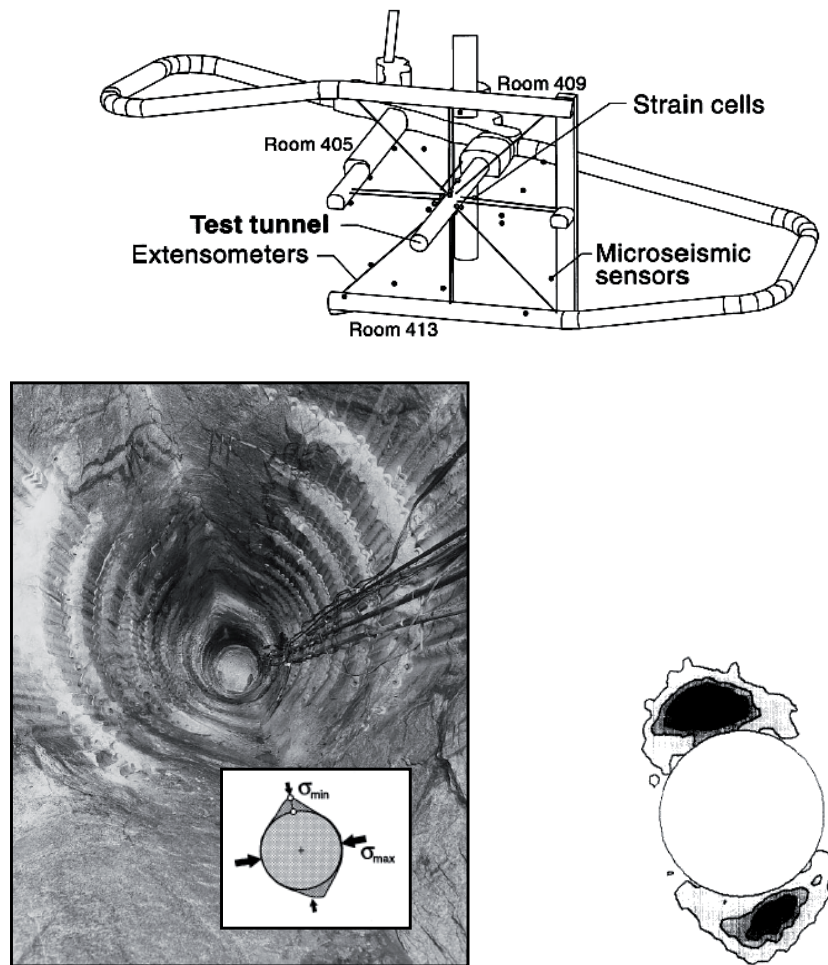 Room 409
Strain cells
Room 405
Test tunnel
Extensometers
Microseismic
sensors
Room 413
σmin
σmax